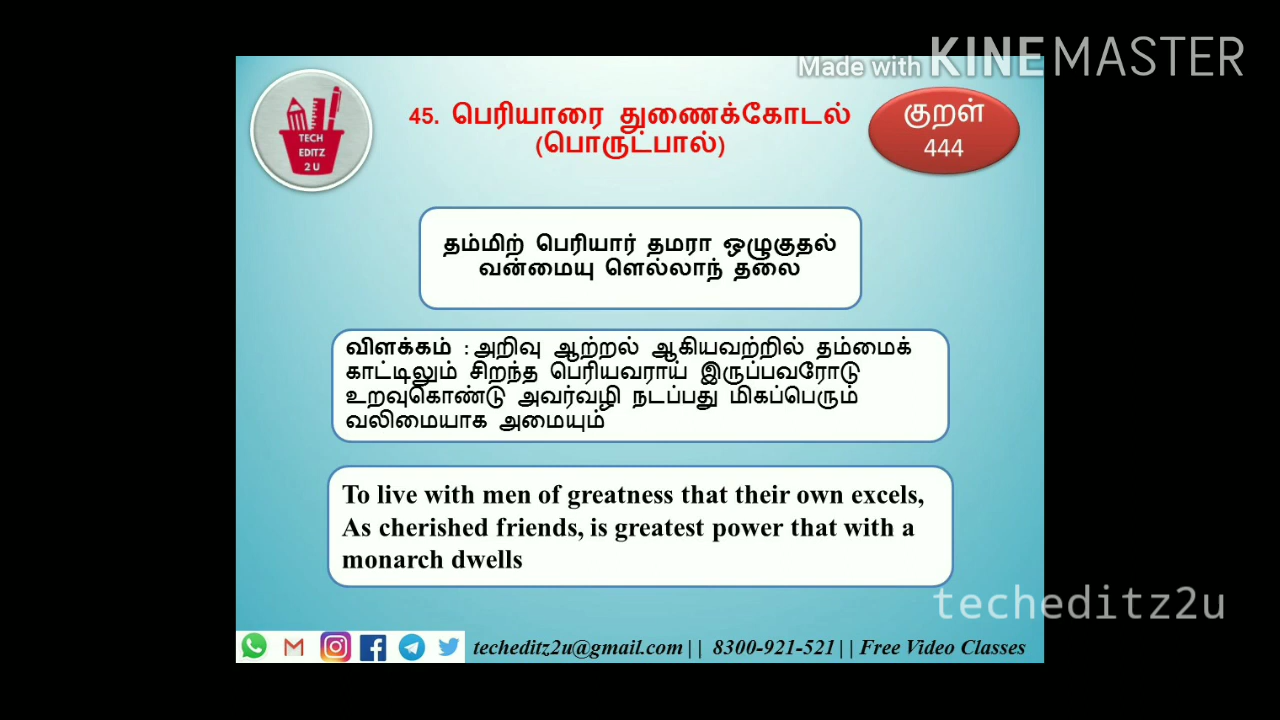 Made with KINEMASTER
TECH
EDITZ
2 U
45. பெரியாரை துணைக்கோடல்
(பொருட்பால்)
குறள்
444
தம்மிற் பெரியார் தமரா ஒழுகுதல்
வன்மையு ளெல்லாந் தலை
விளக்கம் : அறிவு ஆற்றல் ஆகியவற்றில் தம்மைக்
காட்டிலும் சிறந்த பெரியவராய் இருப்பவரோடு
உறவுகொண்டு அவர்வழி நடப்பது மிகப்பெரும்
வலிமையாக அமையும்
To live with men of greatness that their own excels,
As cherished friends, is greatest power that with a
monarch dwells
techeditz2u
techeditz2u@gmail.com || 8300-921-521 || Free Video Classes